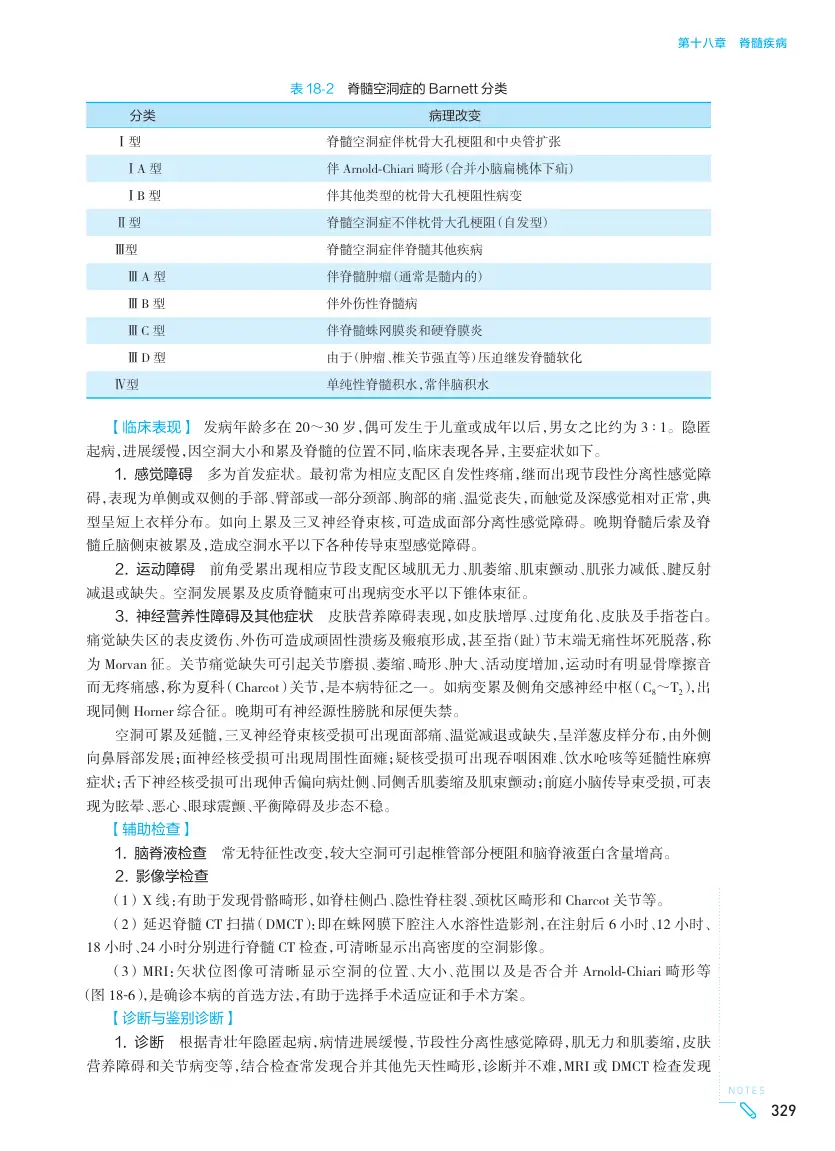 第十八章 脊髓疾病
表 18-2 脊髓空洞症的 Barnett 分类
分类 病理改变
Ⅰ型 脊髓空洞症伴枕骨大孔梗阻和中央管扩张
ⅠA 型 伴 Arnold-Chiari 畸形(合并小脑扁桃体下疝)
ⅠB 型 伴其他类型的枕骨大孔梗阻性病变
Ⅱ型 脊髓空洞症不伴枕骨大孔梗阻(自发型)
Ⅲ型 脊髓空洞症伴脊髓其他疾病
ⅢA 型 伴脊髓肿瘤(通常是髓内的)
ⅢB 型 伴外伤性脊髓病
ⅢC 型 伴脊髓蛛网膜炎和硬脊膜炎
ⅢD 型 由于(肿瘤、椎关节强直等)压迫继发脊髓软化
Ⅳ型 单纯性脊髓积水,常伴脑积水
【临床表现】 发病年龄多在 20~30 岁,偶可发生于儿童或成年以后,男女之比约为 3∶1。隐匿
起病,进展缓慢,因空洞大小和累及脊髓的位置不同,临床表现各异,主要症状如下。
1. 感觉障碍 多为首发症状。最初常为相应支配区自发性疼痛,继而出现节段性分离性感觉障
碍,表现为单侧或双侧的手部、臂部或一部分颈部、胸部的痛、温觉丧失,而触觉及深感觉相对正常,典
型呈短上衣样分布。如向上累及三叉神经脊束核,可造成面部分离性感觉障碍。晚期脊髓后索及脊
髓丘脑侧束被累及,造成空洞水平以下各种传导束型感觉障碍。
2. 运动障碍 前角受累出现相应节段支配区域肌无力、肌萎缩、肌束颤动、肌张力减低、腱反射
减退或缺失。空洞发展累及皮质脊髓束可出现病变水平以下锥体束征。
3. 神经营养性障碍及其他症状 皮肤营养障碍表现,如皮肤增厚、过度角化、皮肤及手指苍白。
痛觉缺失区的表皮烫伤、外伤可造成顽固性溃疡及瘢痕形成,甚至指(趾)节末端无痛性坏死脱落,称
为 Morvan 征。关节痛觉缺失可引起关节磨损、萎缩、畸形、肿大、活动度增加,运动时有明显骨摩擦音
而无疼痛感,称为夏科(Charcot)关节,是本病特征之一。如病变累及侧角交感神经中枢(C₈~T₂),出
现同侧 Horner 综合征。晚期可有神经源性膀胱和尿便失禁。
空洞可累及延髓,三叉神经脊束核受损可出现面部痛、温觉减退或缺失,呈洋葱皮样分布,由外侧
向鼻唇部发展;面神经核受损可出现周围性面瘫;疑核受损可出现吞咽困难、饮水呛咳等延髓性麻痹
症状;舌下神经核受损可出现伸舌偏向病灶侧、同侧舌肌萎缩及肌束颤动;前庭小脑传导束受损,可表
现为眩晕、恶心、眼球震颤、平衡障碍及步态不稳。
【辅助检查】
1. 脑脊液检查 常无特征性改变,较大空洞可引起椎管部分梗阻和脑脊液蛋白含量增高。
2. 影像学检查
(1)X 线:有助于发现骨骼畸形,如脊柱侧凸、隐性脊柱裂、颈枕区畸形和 Charcot 关节等。
(2)延迟脊髓 CT 扫描(DMCT):即在蛛网膜下腔注入水溶性造影剂,在注射后 6 小时、12 小时、
18 小时、24 小时分别进行脊髓 CT 检查,可清晰显示出高密度的空洞影像。
(3)MRI:矢状位图像可清晰显示空洞的位置、大小、范围以及是否合并 Arnold-Chiari 畸形等
(图 18-6),是确诊本病的首选方法,有助于选择手术适应证和手术方案。
【诊断与鉴别诊断】
1. 诊断 根据青壮年隐匿起病,病情进展缓慢,节段性分离性感觉障碍,肌无力和肌萎缩,皮肤
营养障碍和关节病变等,结合检查常发现合并其他先天性畸形,诊断并不难,MRI 或 DMCT 检查发现
NOTES
329